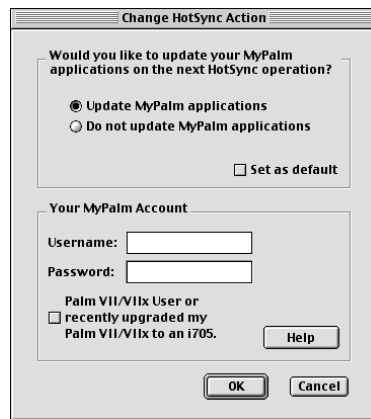 Change HotSync Action
Would you like to update your MyPalm
applications on the next HotSync operation?
Update MyPalm applications
Do not update MyPalm applications
Set as default
Your MyPalm Account
Username:
Password:
Palm VII/VIIx User or
recently upgraded my
Palm VII/VIIx to an i705.
Help
OK
Cancel